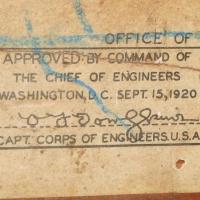 OFFICE OF
APPROVED BY COMMAND OF
THE CHIEF OF ENGINEERS
WASHINGTON, D.C. SEPT. 15, 1920
CAPT. CORPS OF ENGINEERS. U.S.A